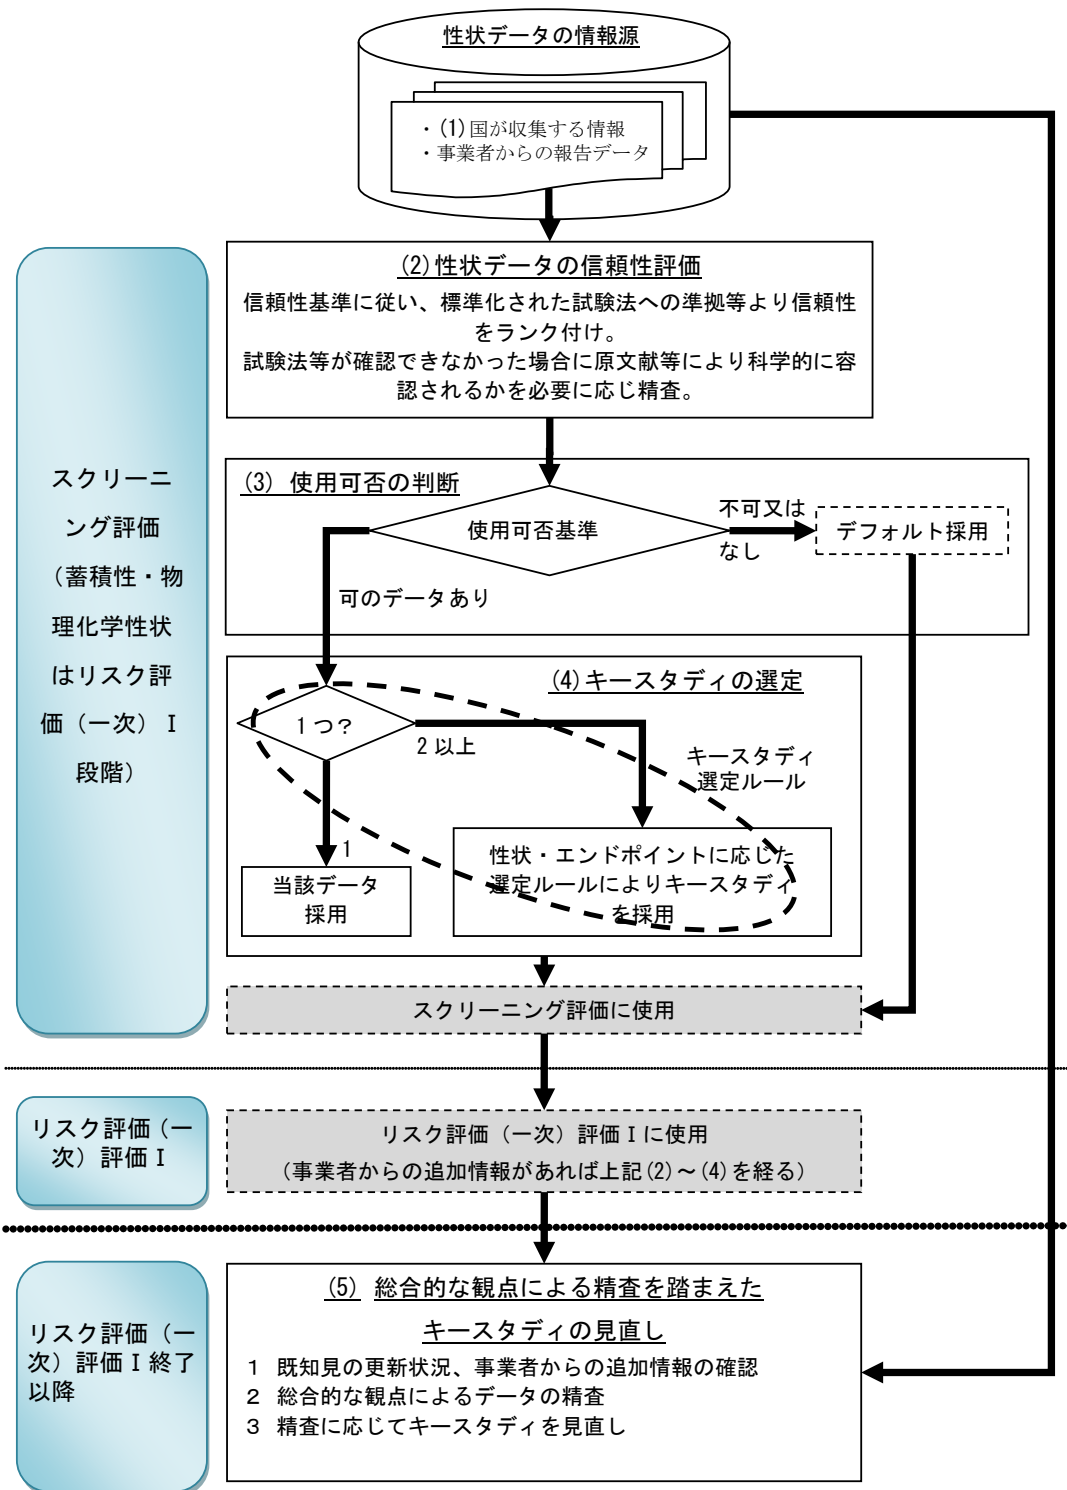 性状データの情報源
・(1)国が収集する情報
・事業者からの報告データ
(2)性状データの信頼性評価
信頼性基準に従い、標準化された試験法への準拠等より信頼性
をランク付け。
試験法等が確認できなかった場合に原文献等により科学的に容
認されるかを必要に応じ精査。
(3) 使用可否の判断
使用可否基準
不可又は
なし
デフォルト採用
可のデータあり
(4)キースタディの選定
1つ？
2以上
キースタディ
選定ルール
1
当該データ
採用
性状・エンドポイントに応じた
選定ルールによりキースタディ
を採用
スクリーニング評価に使用
スクリーニ
ング評価
（蓄積性・物
理化学性状
はリスク評
価（一次）Ⅰ
段階）
リスク評価（一
次）評価Ⅰ
リスク評価（一次）評価Ⅰに使用
（事業者からの追加情報があれば上記(2)～(4)を経る）
リスク評価（一
次）評価Ⅰ終了
以降
(5) 総合的な観点による精査を踏まえた
キースタディの見直し
1 既知見の更新状況、事業者からの追加情報の確認
2 総合的な観点によるデータの精査
3 精査に応じてキースタディを見直し